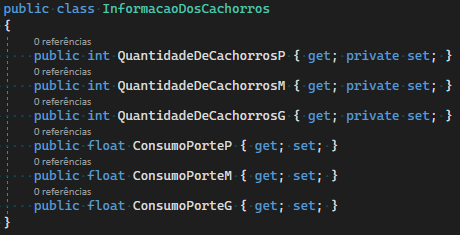 public class InformacaoDosCachorros
{
0 referências
public int QuantidadeDeCachorrosP { get; private set; }
0 referências
public int QuantidadeDeCachorrosM { get; private set; }
0 referências
public int QuantidadeDeCachorrosG { get; private set; }
0 referências
public float ConsumoPorteP { get; set; }
0 referências
public float ConsumoPorteM { get; set; }
0 referências
public float ConsumoPorteG { get; set; }
}